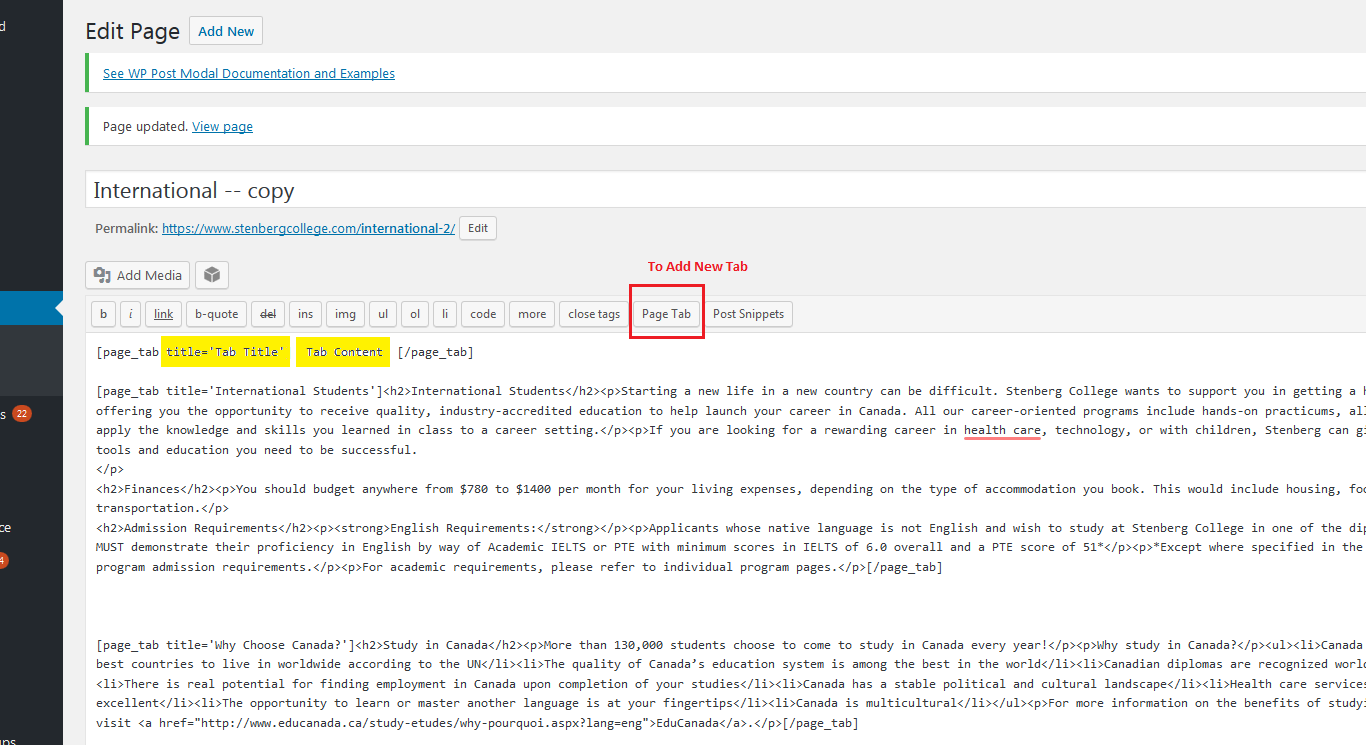 Edit Page Add New
See WP Post Modal Documentation and Examples
Page updated. View page
International -- copy
Permalink: https://www.stenbergcollege.com/international-2/ Edit
Add Media
To Add New Tab
b i link b-quote del ins img ul ol li code more close tags Page Tab Post Snippets
[page_tab title='Tab Title' Tab Content [/page_tab]
[page_tab title='International Students']<h2>International Students</h2><p>Starting a new life in a new country can be difficult. Stenberg College wants to support you in getting a
offering you the opportunity to receive quality, industry-accredited education to help launch your career in Canada. All our career-oriented programs include hands-on practicums,
22
apply the knowledge and skills you learned in class to a career setting.</p><p>If you are looking for a rewarding career in health care, technology, or with children, Stenberg can
tools and education you need to be successful.
</p>
<h2>Finances</h2><p>You should budget anywhere from $780 to $1400 per month for your living expenses, depending on the type of accommodation you book. This would include housing,
transportation.</p>
<h2>Admission Requirements</h2><p><strong>English Requirements:</strong></p><p>Applicants whose native language is not English and wish to study at Stenberg College in one of the
MUST demonstrate their proficiency in English by way of Academic IELTS or PTE with minimum scores in IELTS of 6.0 overall and a PTE score of 51*</p><p>*Except where specified in the
program admission requirements.</p><p>For academic requirements, please refer to individual program pages.</p>[/page_tab]
[page_tab title='Why Choose Canada?']<h2>Study in Canada</h2><p>More than 130,000 students choose to come to study in Canada every year!</p><p>Why study in Canada?</p><ul><li>Canada
best countries to live in worldwide according to the UN</li><li>The quality of Canada’s education system is among the best in the world</li><li>Canadian diplomas are recognized
<li>There is real potential for finding employment in Canada upon completion of your studies</li><li>Canada has a stable political and cultural landscape</li><li>Health care services
excellent</li><li>The opportunity to learn or master another language is at your fingertips</li><li>Canada is multicultural</li></ul><p>For more information on the benefits of
visit <a href="http://www.educanada.ca/study-etudes/why-pourquoi.aspx?lang=eng">EduCanada</a>.</p>[/page_tab]